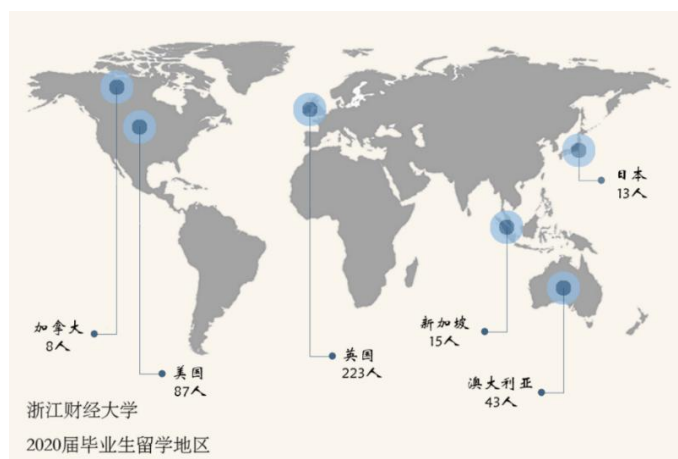 日本
13人
加拿大
8人
新加坡
15人
英国
223人
美国
87人
澳大利亚
43人
浙江财经大学
2020届毕业生留学地区